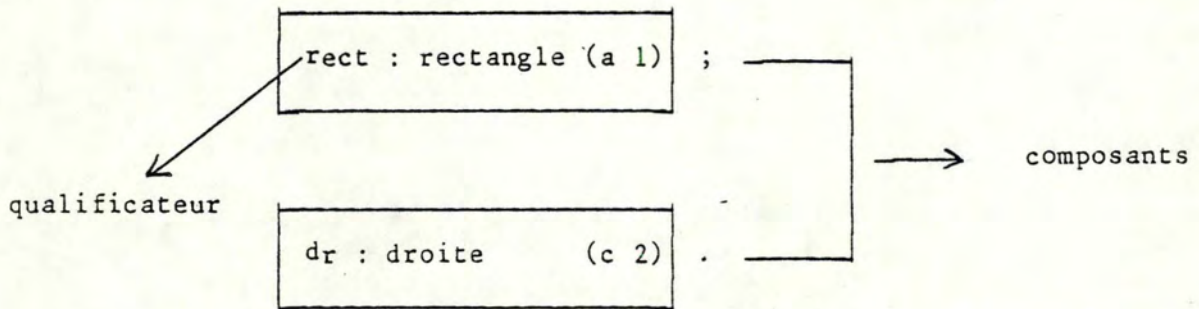 rect : rectangle (a 1) ;
composants
qualificateur
dr : droite (c 2) .